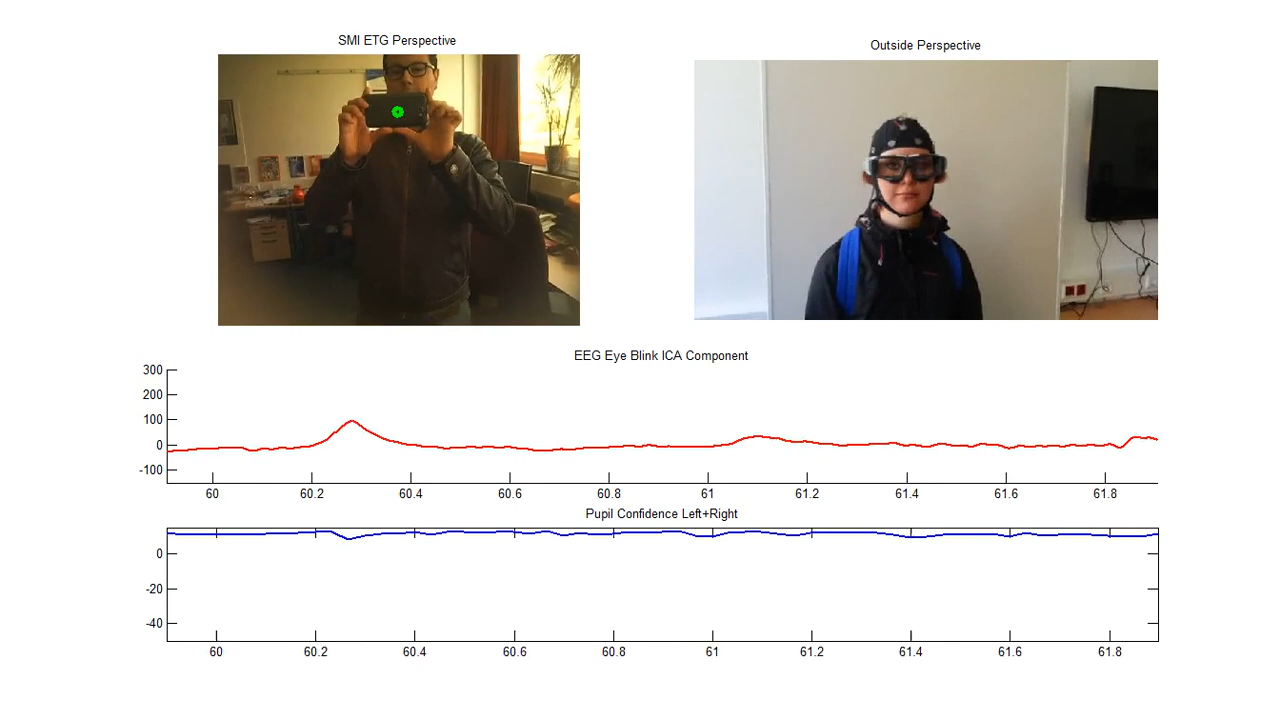 SMI ETG Perspective
Outside Perspective
EEG Eye Blink ICA Component
300
200
100
0
-100
60 60.2 60.4 60.6 60.8 61 61.2 61.4 61.6 61.8
Pupil Confidence Left+Right
0
-20
-40
60 60.2 60.4 60.6 60.8 61 61.2 61.4 61.6 61.8